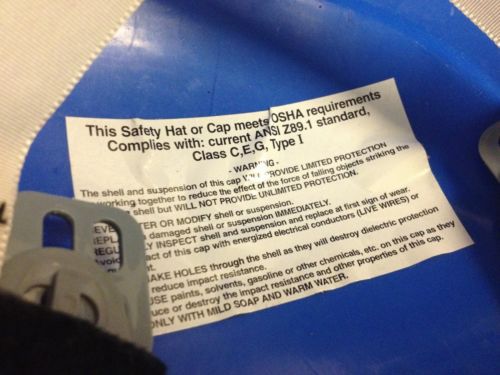 This Safety Hat or Cap meets OSHA requirements
Complies with: current ANSI Z89.1 standard,
Class C,E,G, Type I
- WARNING -
The shell and suspension of this cap WILL PROVIDE LIMITED PROTECTION
working together to reduce the effect of the force of falling objects striking the
shell but WILL NOT PROVIDE UNLIMITED PROTECTION.
TER OR MODIFY shell or suspension.
damaged shell or suspension IMMEDIATELY.
INSPECT shell and suspension and replace at first sign of wear.
act of this cap with energized electrical conductors (LIVE WIRES) or
nt.
AKE HOLES through the shell as they will destroy dielectric protection
reduce impact resistance.
USE paints, solvents, gasoline or other chemicals, etc. on this cap as they
uce or destroy the impact resistance and other properties of this cap.
ONLY WITH MILD SOAP AND WARM WATER.